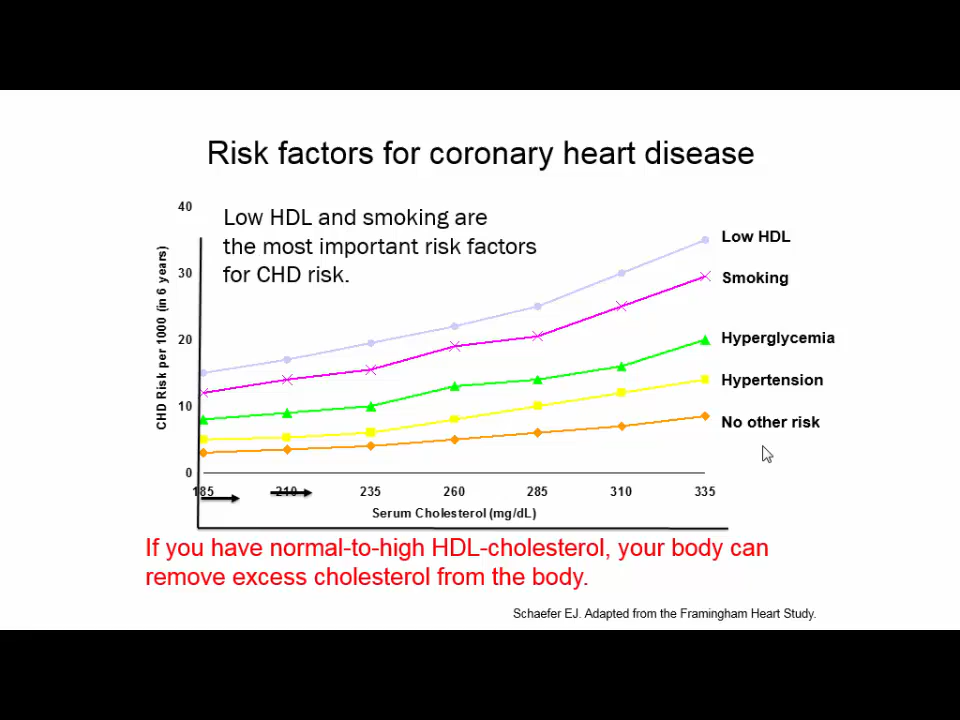 Risk factors for coronary heart disease
Low HDL and smoking are
the most important risk factors
for CHD risk.
CHD Risk per 1000 (in 6 years)
40
30
20
10
0
Low HDL
Smoking
Hyperglycemia
Hypertension
No other risk
185 210 235 260 285 310 335
Serum Cholesterol (mg/dL)
If you have normal-to-high HDL-cholesterol, your body can
remove excess cholesterol from the body.
Schaefer EJ. Adapted from the Framingham Heart Study.